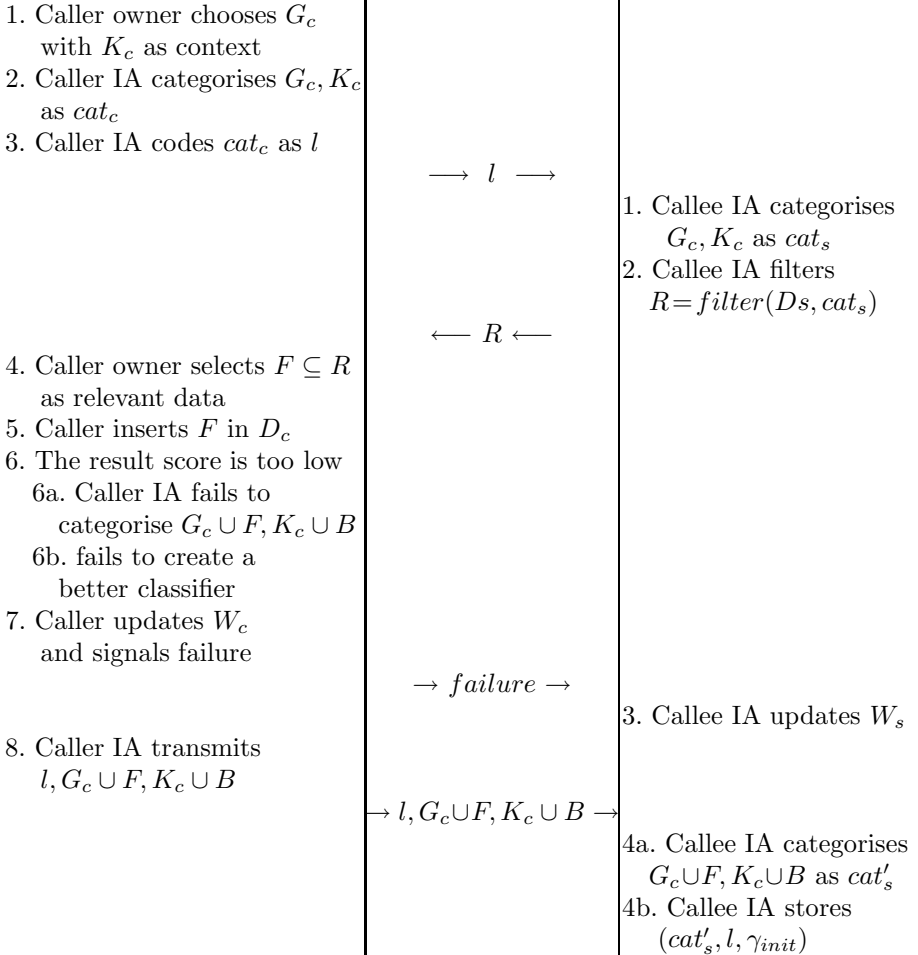 1. Caller owner chooses G_c
with K_c as context
2. Caller IA categorises G_c, K_c
as cat_c
3. Caller IA codes cat_c as l
⟶ l ⟶
1. Callee IA categorises
G_c, K_c as cat_s
2. Callee IA filters
R=filter(Ds, cat_s)
⟵ R ⟵
4. Caller owner selects F ⊆ R
as relevant data
5. Caller inserts F in D_c
6. The result score is too low
6a. Caller IA fails to
categorise G_c ∪ F, K_c ∪ B
6b. fails to create a
better classifier
7. Caller updates W_c
and signals failure
→ failure →
3. Callee IA updates W_s
8. Caller IA transmits
l, G_c ∪ F, K_c ∪ B
→ l, G_c∪F, K_c ∪ B →
4a. Callee IA categorises
G_c∪F, K_c∪B as cat′_s
4b. Callee IA stores
(cat′_s, l, γ_init)